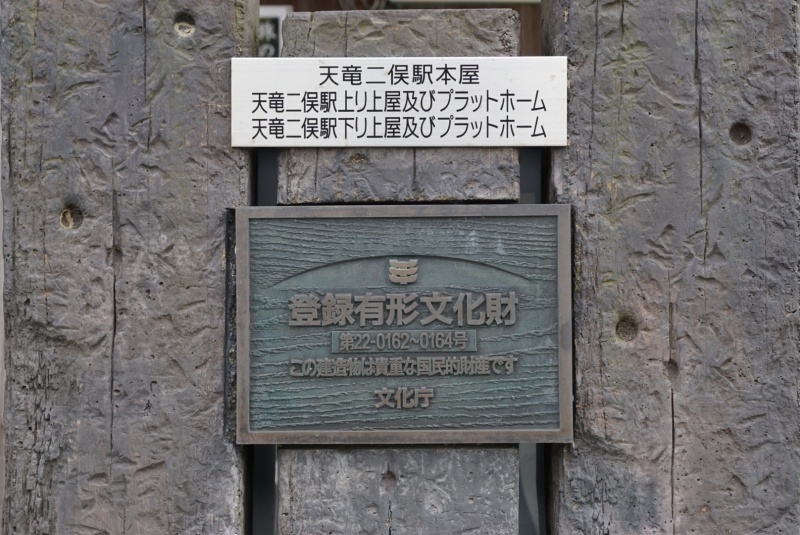 天竜二俣駅本屋
天竜二俣駅上り上屋及びプラットホーム
天竜二俣駅下り上屋及びプラットホーム
登録有形文化財
第22-0162~0164号
この建造物は貴重な国民的財産です
文化庁